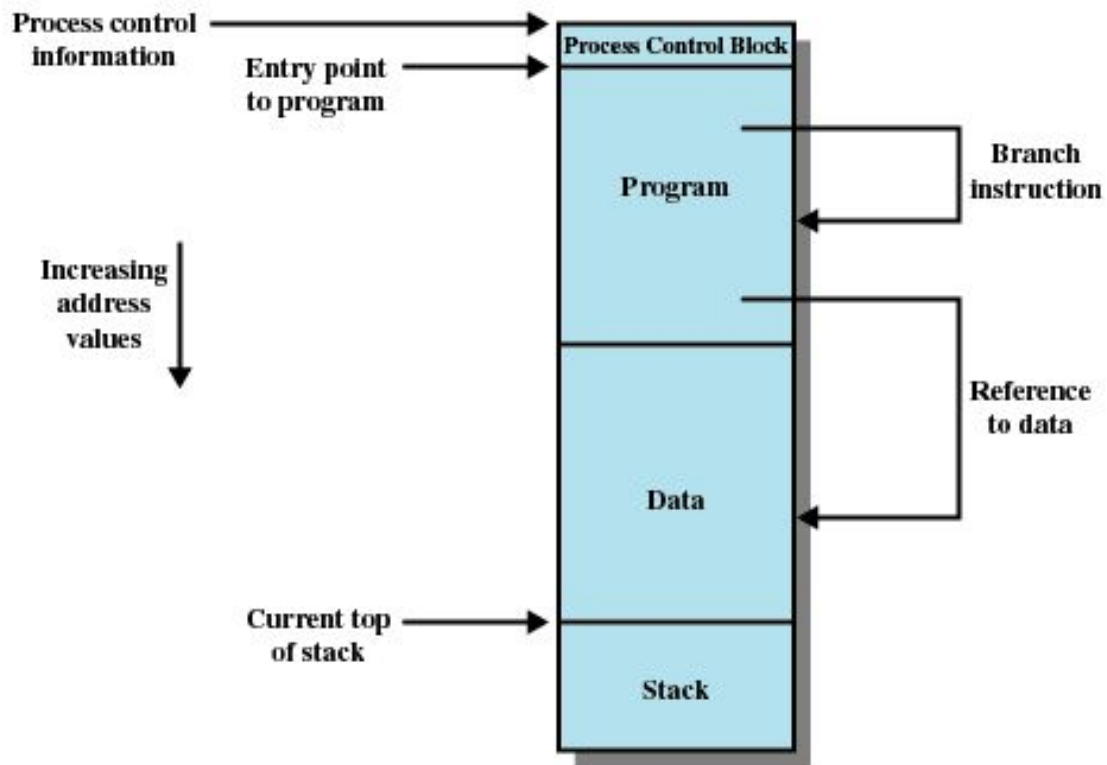 Process control
information
Process Control Block
Entry point
to program
Program
Branch
instruction
Increasing
address
values
Reference
to data
Data
Current top
of stack
Stack